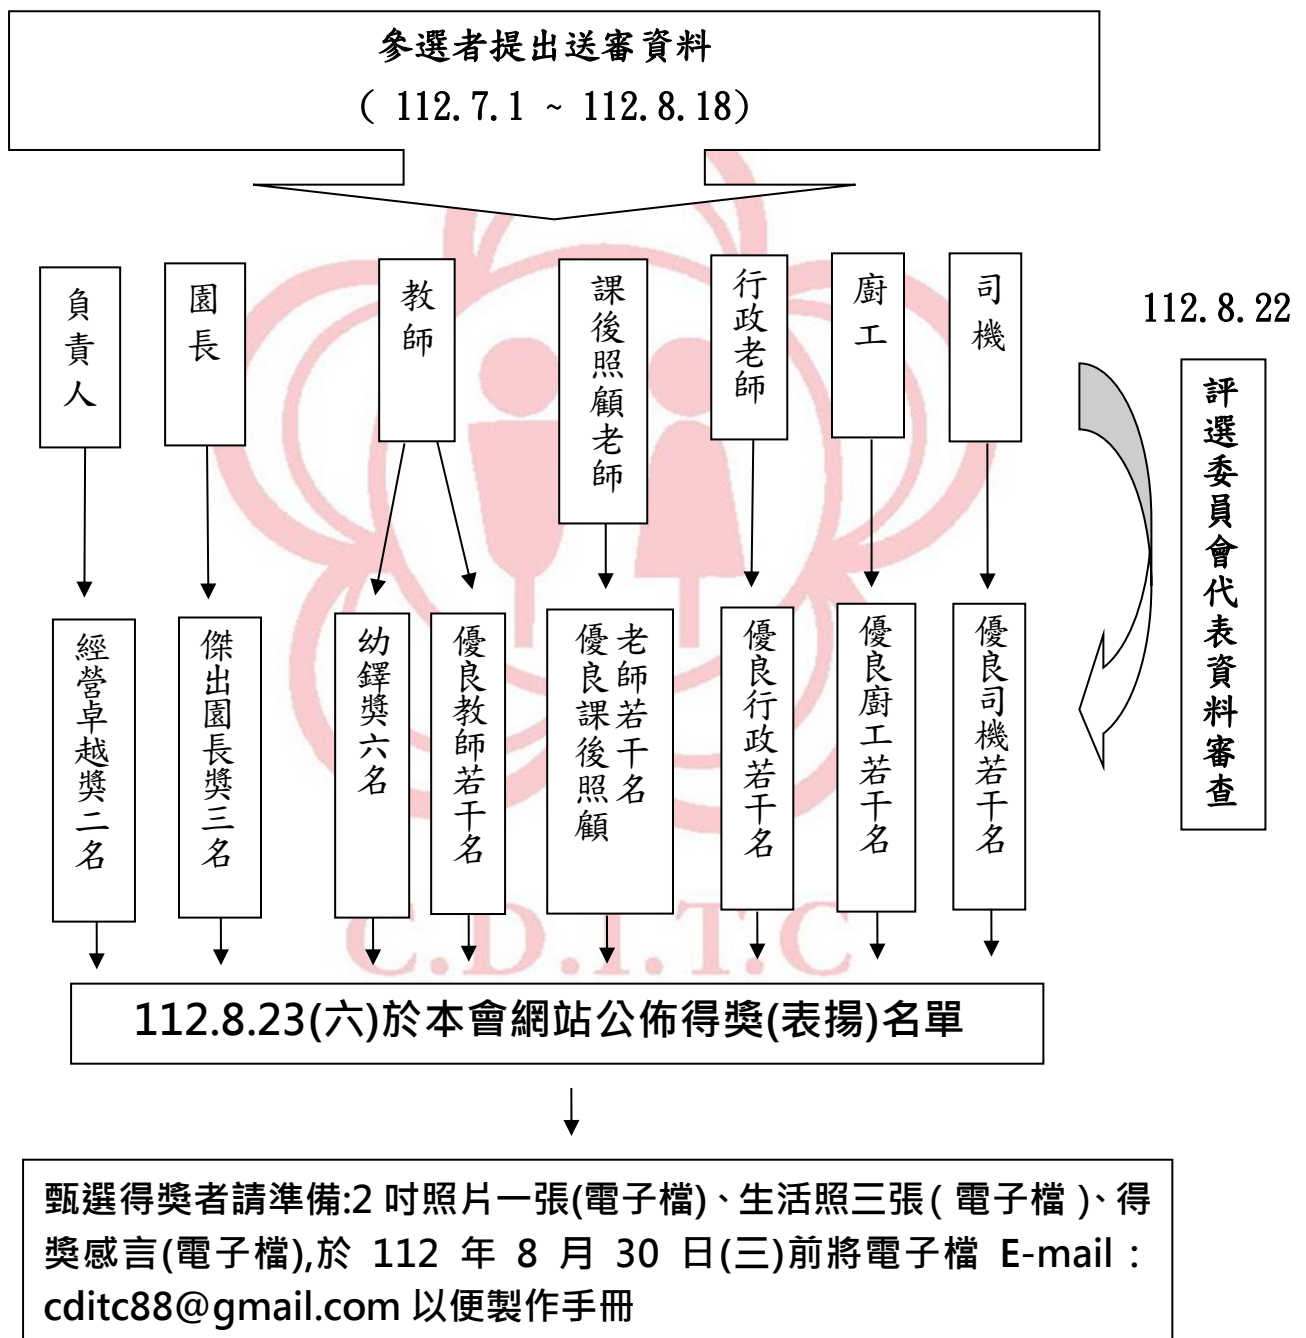 參選者提出送審資料
( 112.7.1 ~ 112.8.18)
負責人
園長
教師
課後照顧老師
行政老師
廚工
司機
112.8.22
評選委員會代表資料審查
經營卓越獎二名
傑出園長獎三名
幼鐸獎六名
優良教師若干名
優良課後照顧
老師若干名
優良行政若干名
優良廚工若干名
優良司機若干名
C.D.I.T.C
112.8.23(六)於本會網站公佈得獎(表揚)名單
甄選得獎者請準備:2 吋照片一張(電子檔)、生活照三張( 電子檔 )、得
獎感言(電子檔),於 112 年 8 月 30 日(三)前將電子檔 E-mail :
cditc88@gmail.com 以便製作手冊